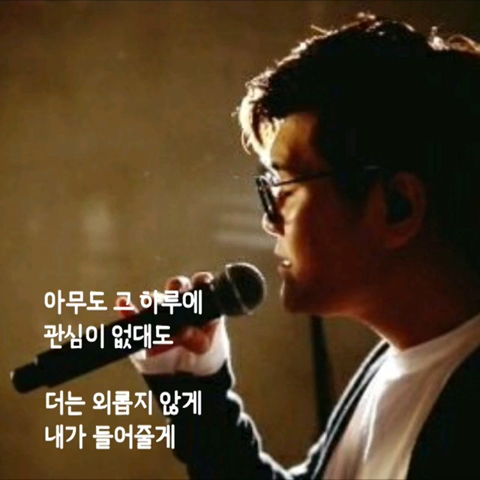 아무도 그 하루에
관심이 없대도
더는 외롭지 않게
내가 들어줄게